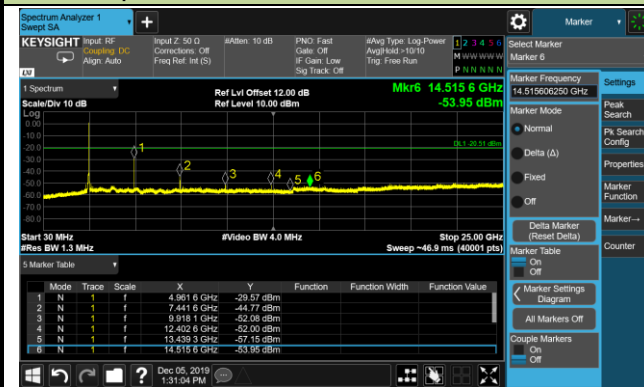 Spectrum Analyzer 1
Swept SA
Marker
KEYSIGHT
Input: RF
Coupling: DC
Align: Auto
Input Z: 50 Ω
Corrections: Off
Freq Ref: Int (S)
#Atten: 10 dB
PNO: Fast
Gate: Off
IF Gain: Low
Sig Track: Off
#Avg Type: Log-Power
Avg|Hold:>10/10
Trig: Free Run
1 2 3 4 5 6
M W W W W W
P N N N N N
LXI
1 Spectrum
Scale/Div 10 dB
Ref Lvl Offset 12.00 dB
Ref Level 10.00 dBm
Mkr6 14.515 6 GHz
-53.95 dBm
Log
0.00
-10.0
-20.0
-30.0
-40.0
-50.0
-60.0
-70.0
-80.0
DL1 -20.51 dBm
1
2
3
4
5
6
Start 30 MHz
#Res BW 1.3 MHz
#Video BW 4.0 MHz
Stop 25.00 GHz
Sweep ~46.9 ms (40001 pts)
5 Marker Table
Mode Trace Scale X Y Function Function Width Function Value
1 N 1 f 4.961 6 GHz -29.57 dBm
2 N 1 f 7.441 6 GHz -44.77 dBm
3 N 1 f 9.918 1 GHz -52.08 dBm
4 N 1 f 12.402 6 GHz -52.00 dBm
5 N 1 f 13.439 3 GHz -57.15 dBm
6 N 1 f 14.515 6 GHz -53.95 dBm
Dec 05, 2019
1:31:04 PM
Select Marker
Marker 6
Marker Frequency
14.515606250 GHz
Marker Mode
Normal
Delta (Δ)
Fixed
Off
Delta Marker
(Reset Delta)
Marker Table
On
Off
Marker Settings
Diagram
All Markers Off
Couple Markers
On
Off
Settings
Peak
Search
Pk Search
Config
Properties
Marker
Function
Marker→
Counter